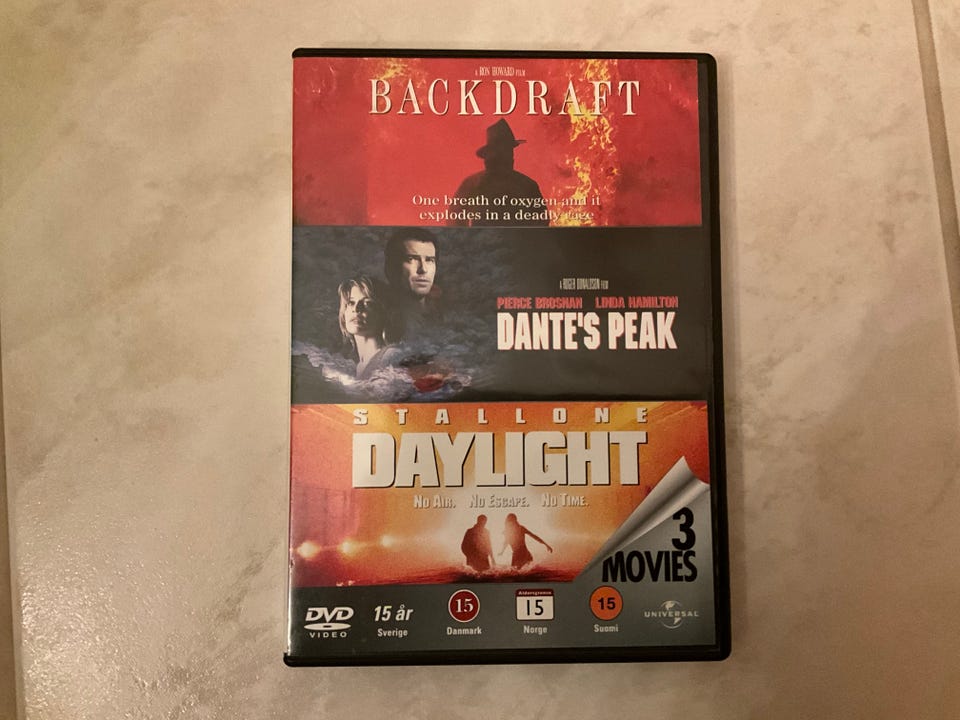 A RON HOWARD FILM
BACKDRAFT
One breath of oxygen and it
explodes in a deadly rage
A ROGER DONALDSON FILM
PIERCE BROSNAN LINDA HAMILTON
DANTE'S PEAK
STALLONE
DAYLIGHT
NO AIR. NO ESCAPE. NO TIME.
3
MOVIES
DVD
VIDEO
15 år
Sverige
15
Danmark
Aldersgrense
15
Norge
15
Suomi
UNIVERSAL